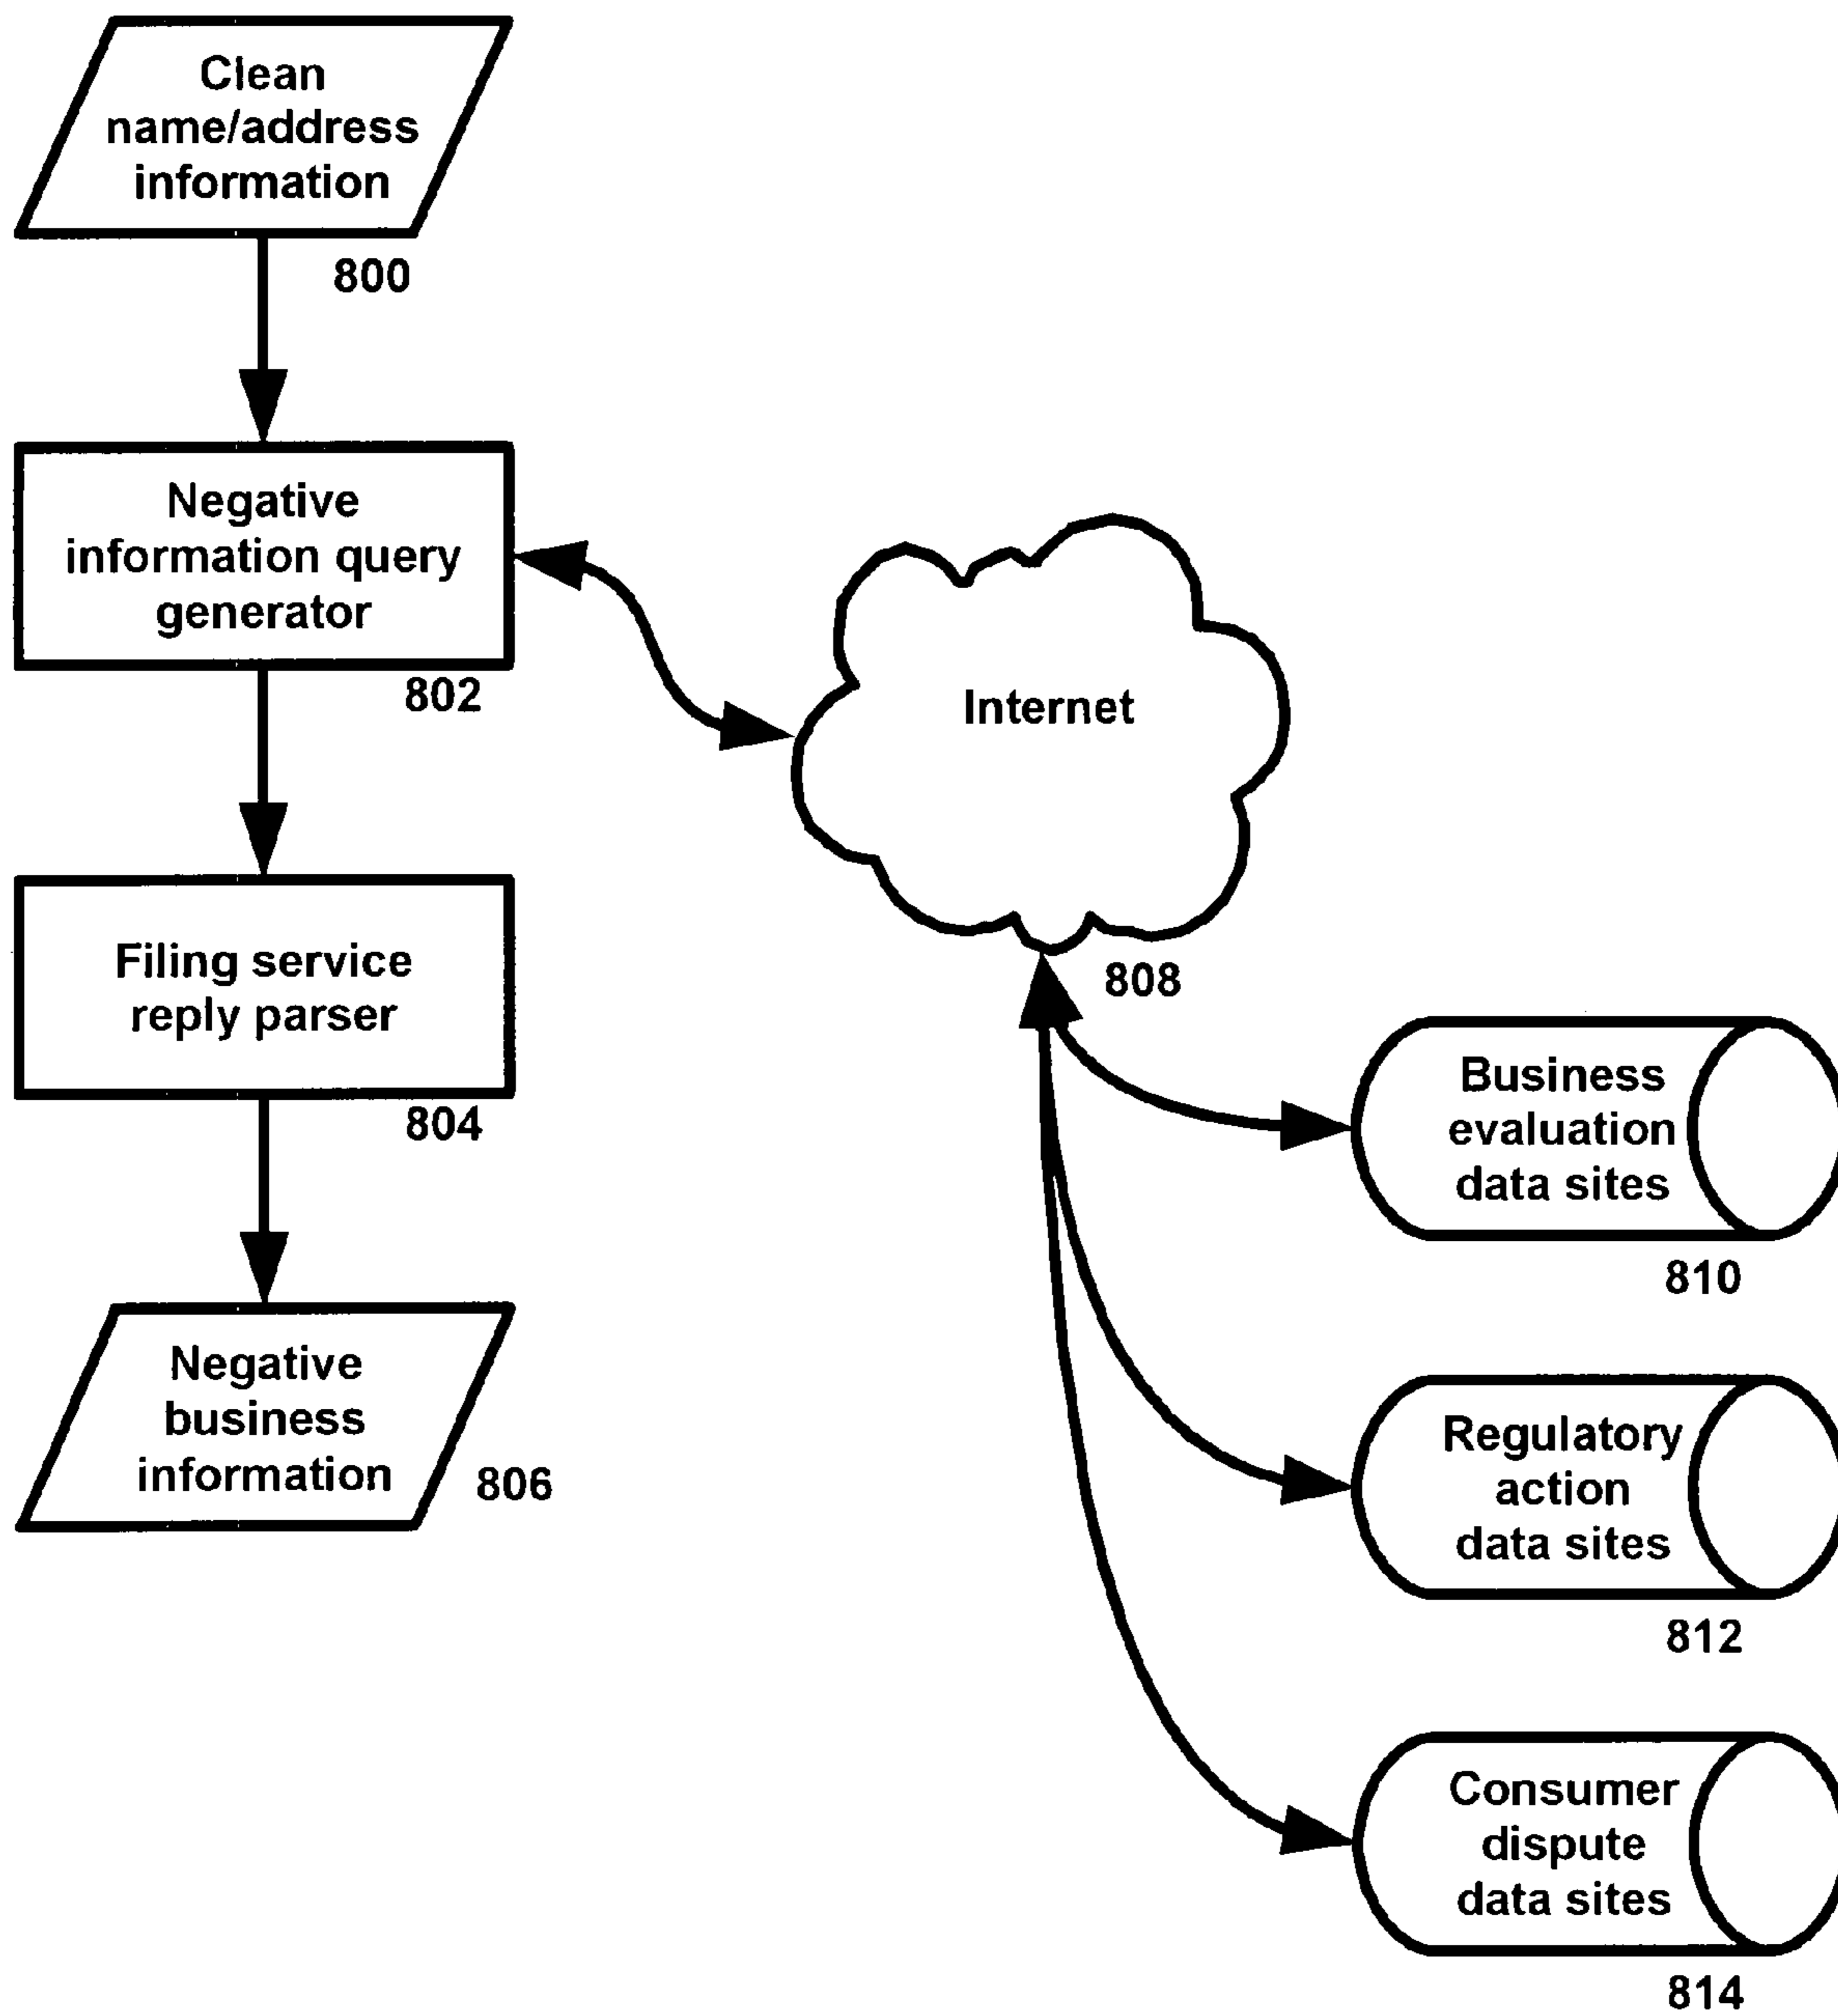 Clean
name/address
information
800
Negative
information query
generator
802
Internet
808
Filing service
reply parser
804
Negative
business
information
806
Business
evaluation
data sites
810
Regulatory
action
data sites
812
Consumer
dispute
data sites
814